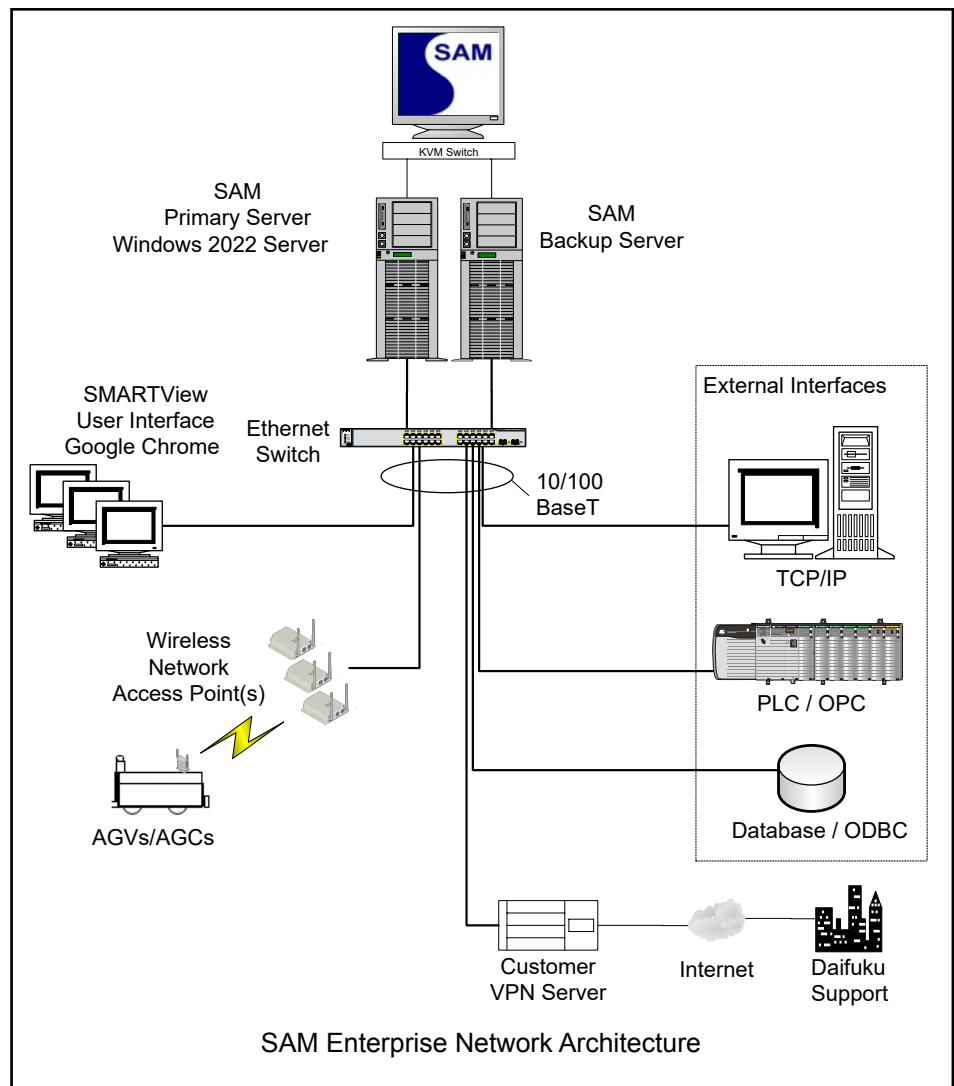 SAM
KVM Switch
SAM
Primary Server
Windows 2022 Server
SAM
Backup Server
SMARTView
User Interface
Google Chrome
Ethernet
Switch
10/100
BaseT
External Interfaces
TCP/IP
PLC / OPC
Database / ODBC
Wireless
Network
Access Point(s)
AGVs/AGCs
Customer
VPN Server
Internet
Daifuku
Support
SAM Enterprise Network Architecture